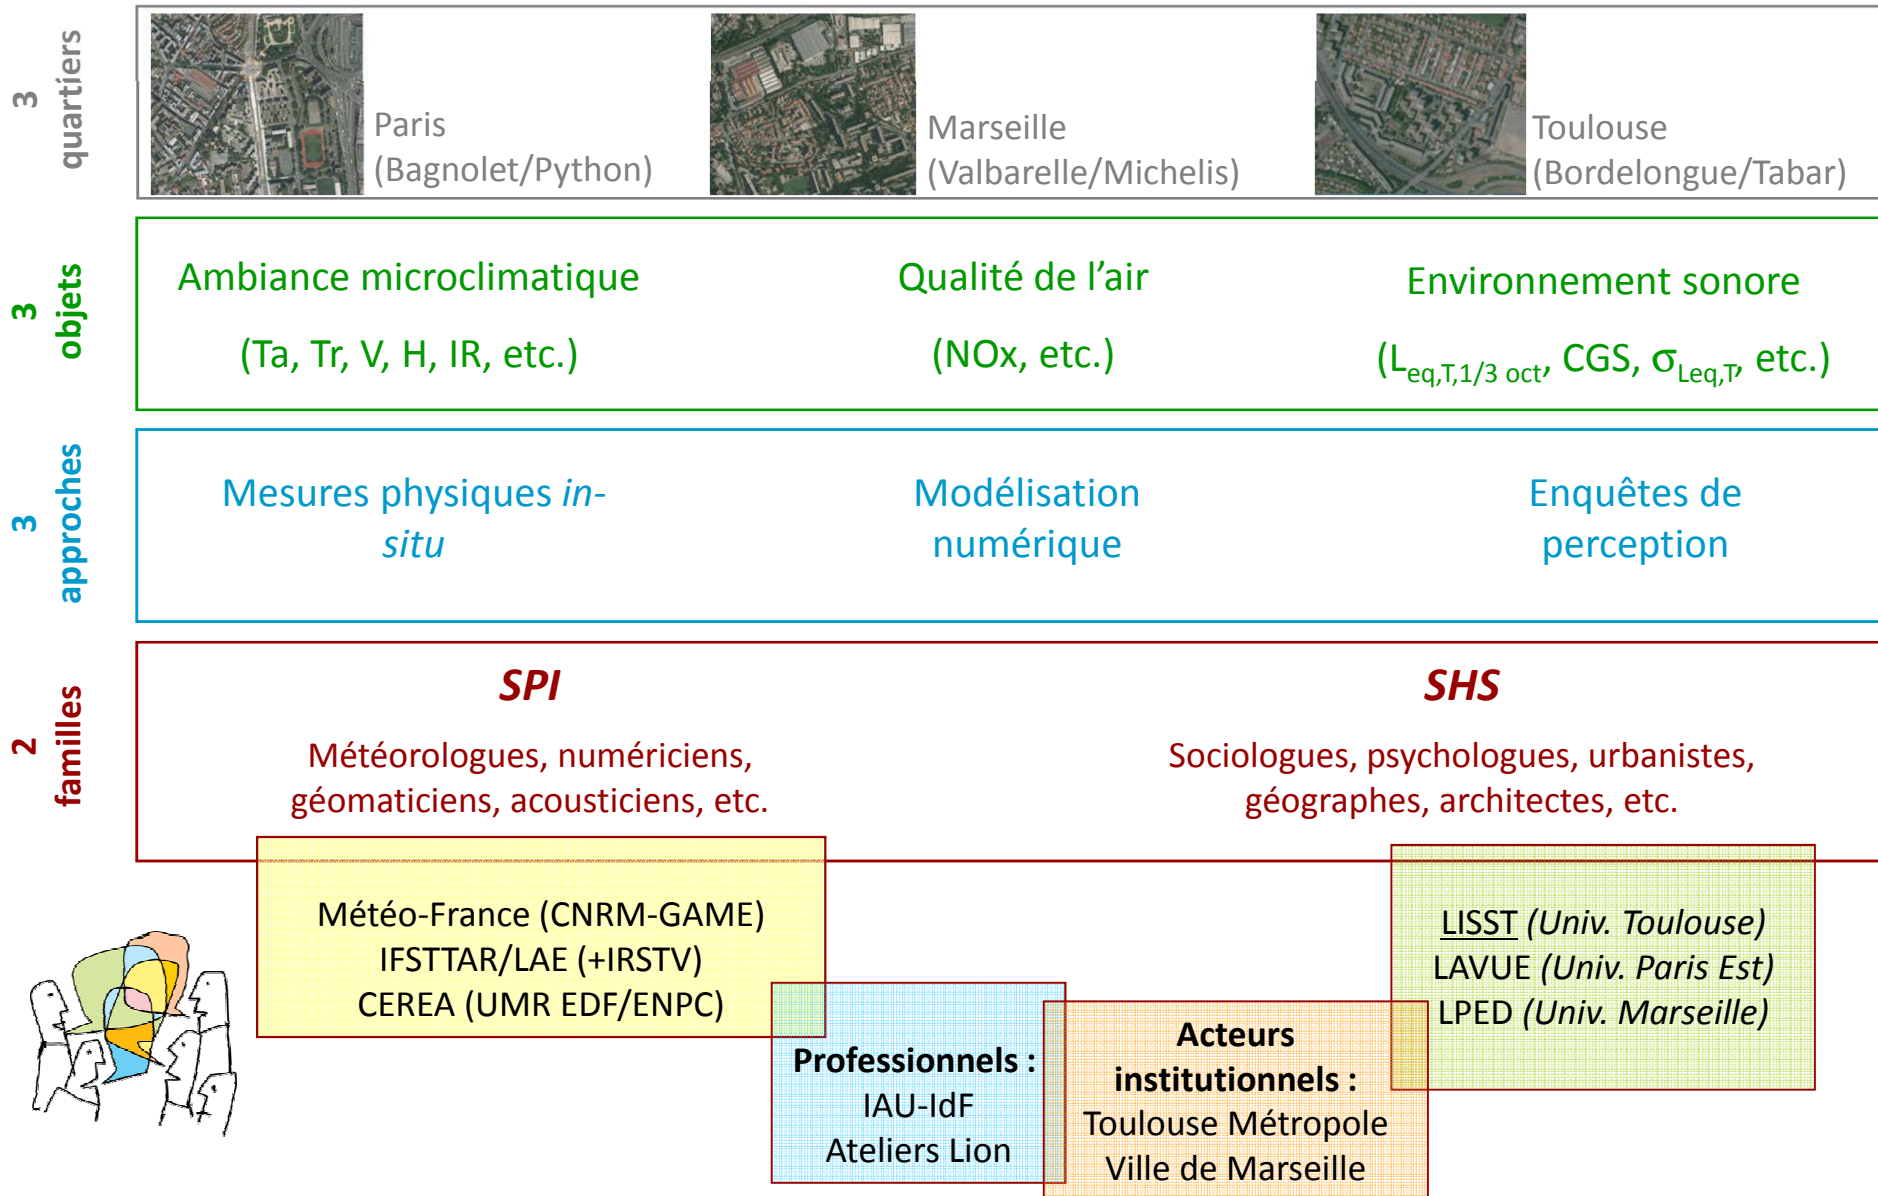 3
quartiers
Paris
(Bagnolet/Python)
Marseille
(Valbarelle/Michelis)
Toulouse
(Bordelongue/Tabar)
3
objets
Ambiance microclimatique
(Ta, Tr, V, H, IR, etc.)
Qualité de l’air
(NOx, etc.)
Environnement sonore
(Leq,T,1/3 oct, CGS, σLeq,T, etc.)
3
approches
Mesures physiques in-
situ
Modélisation
numérique
Enquêtes de
perception
2
familles
SPI
Météorologues, numériciens,
géomaticiens, acousticiens, etc.
SHS
Sociologues, psychologues, urbanistes,
géographes, architectes, etc.
Météo-France (CNRM-GAME)
IFSTTAR/LAE (+IRSTV)
CEREA (UMR EDF/ENPC)
Professionnels :
IAU-IdF
Ateliers Lion
Acteurs
institutionnels :
Toulouse Métropole
Ville de Marseille
LISST (Univ. Toulouse)
LAVUE (Univ. Paris Est)
LPED (Univ. Marseille)